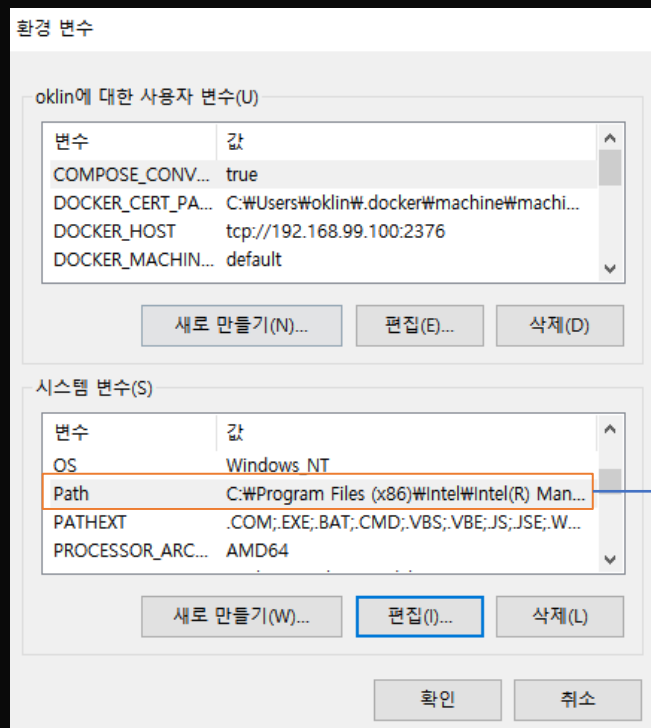 환경 변수
oklin에 대한 사용자 변수(U)
변수 값
COMPOSE_CONV... true
DOCKER_CERT_PA... C:₩Users₩oklin₩.docker₩machine₩machi...
DOCKER_HOST tcp://192.168.99.100:2376
DOCKER_MACHIN... default
새로 만들기(N)... 편집(E)... 삭제(D)
시스템 변수(S)
변수 값
OS Windows_NT
Path C:₩Program Files (x86)₩Intel₩Intel(R) Man...
PATHEXT .COM;.EXE;.BAT;.CMD;.VBS;.VBE;.JS;.JSE;.W...
PROCESSOR_ARC... AMD64
새로 만들기(W)... 편집(I)... 삭제(L)
확인 취소